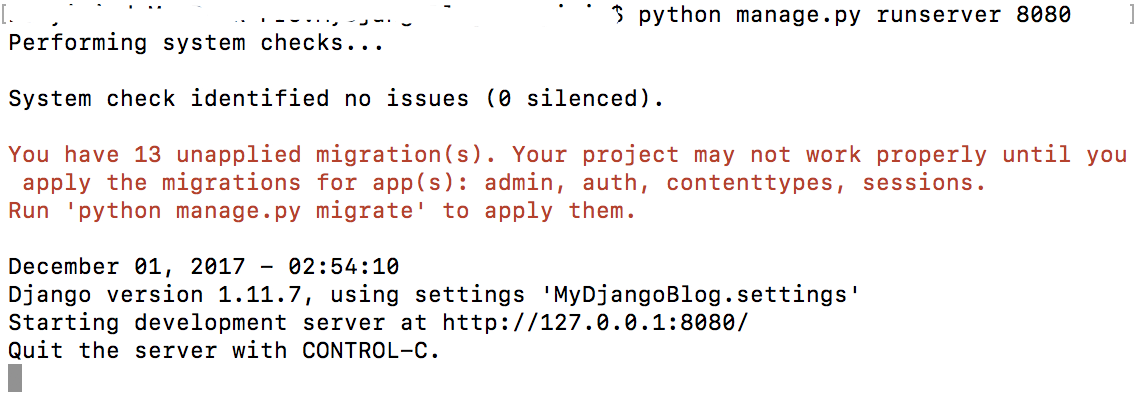 $ python manage.py runserver 8080
Performing system checks...
System check identified no issues (0 silenced).
You have 13 unapplied migration(s). Your project may not work properly until you
apply the migrations for app(s): admin, auth, contenttypes, sessions.
Run 'python manage.py migrate' to apply them.
December 01, 2017 - 02:54:10
Django version 1.11.7, using settings 'MyDjangoBlog.settings'
Starting development server at http://127.0.0.1:8080/
Quit the server with CONTROL-C.